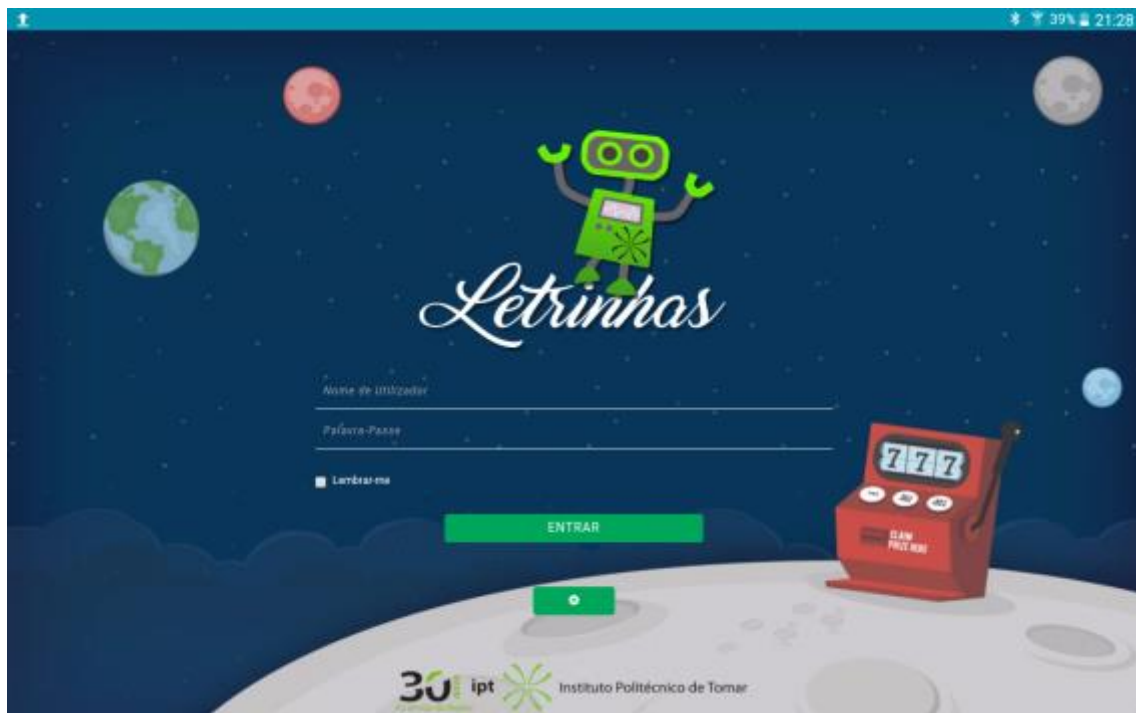 39% 21:28
Letrinhas
Nome de Utilizador
Palavra-Passe
Lembrar-me
777
CLAIM
PRIZE HERE
ENTRAR
30 ipt Instituto Politécnico de Tomar